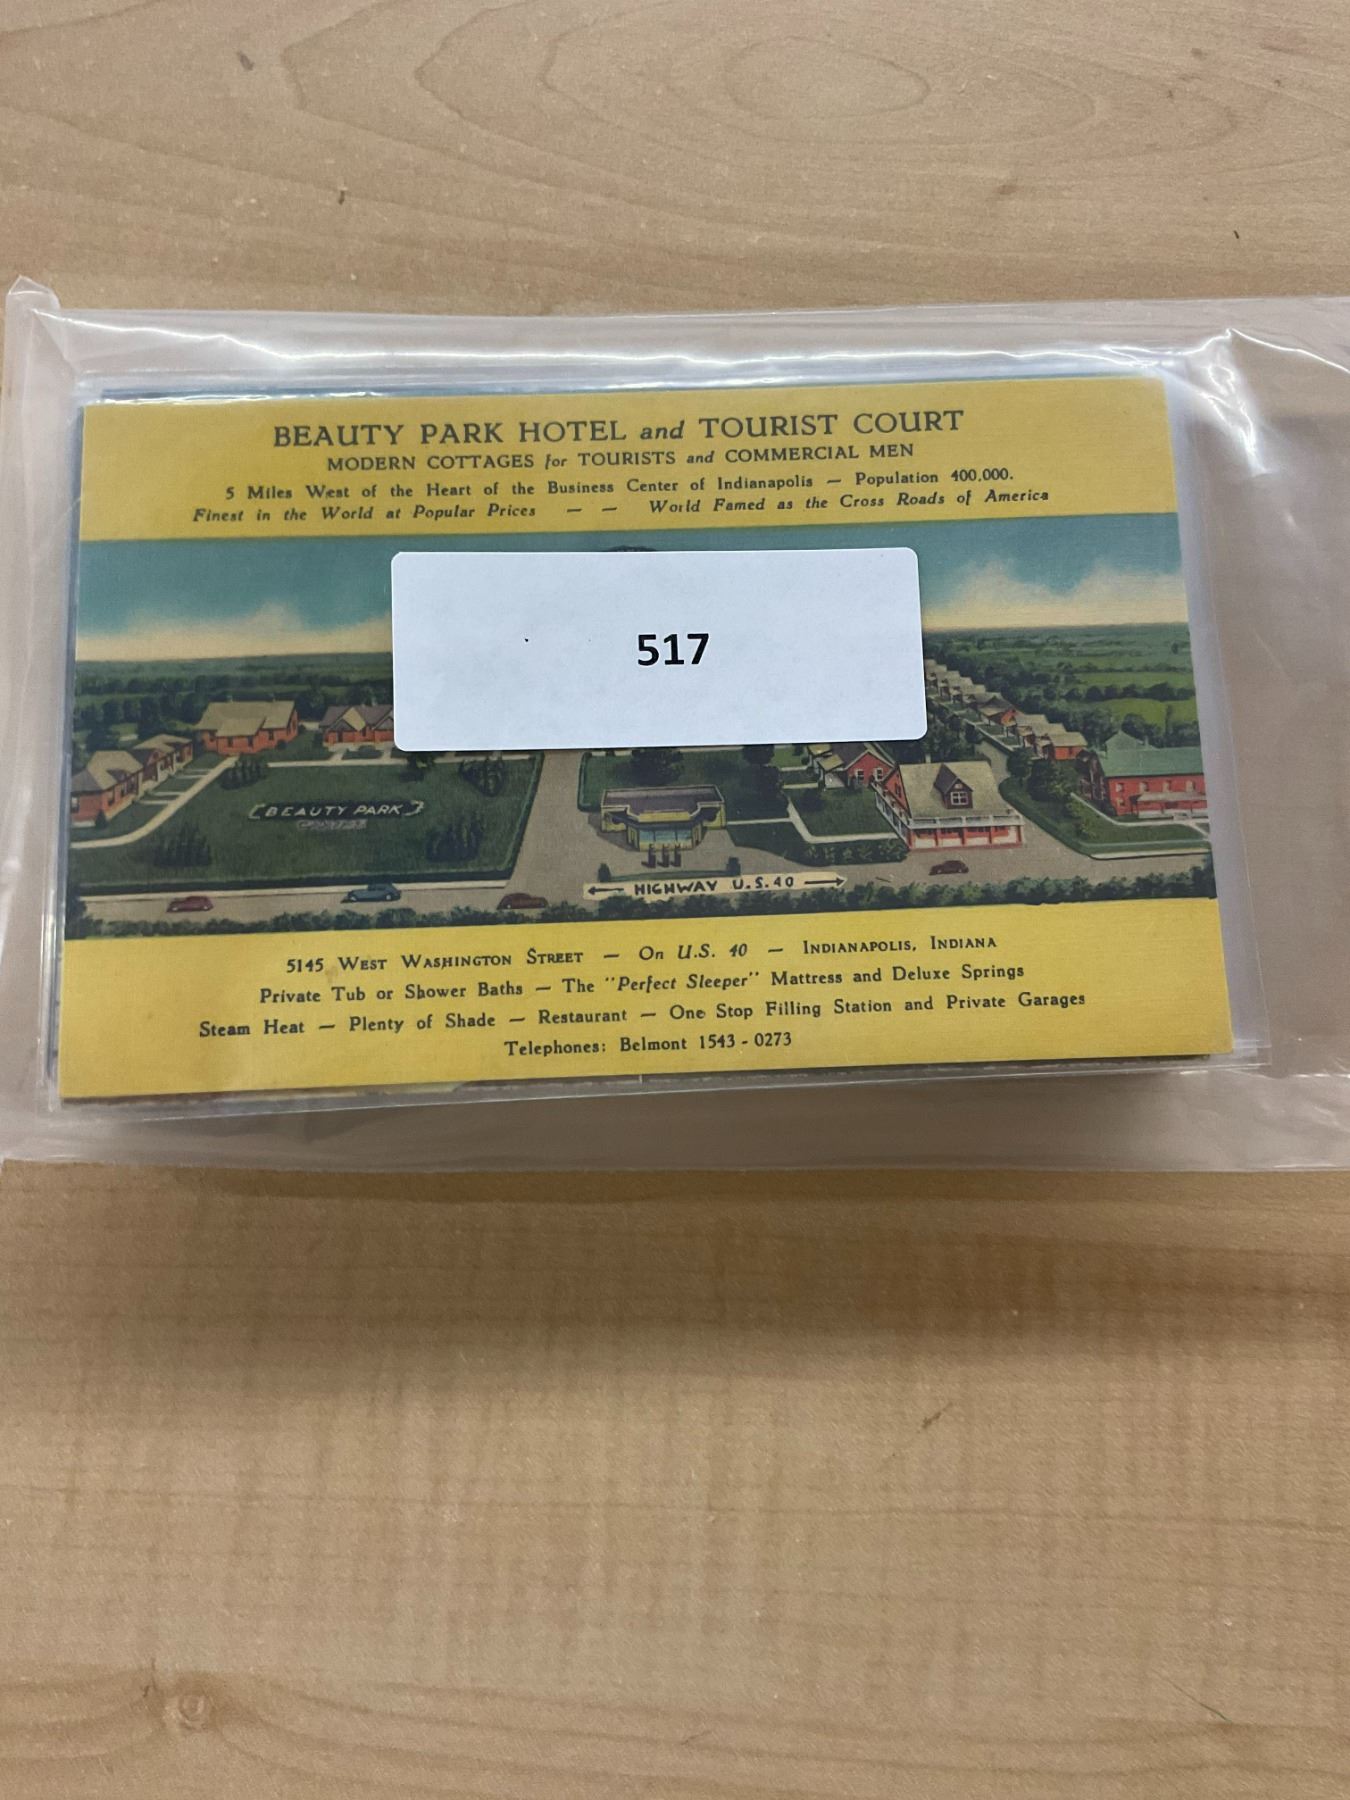 BEAUTY PARK HOTEL and TOURIST COURT
MODERN COTTAGES for TOURISTS and COMMERCIAL MEN
5 Miles West of the Heart of the Business Center of Indianapolis — Population 400,000.
Finest in the World at Popular Prices — — World Famed as the Cross Roads of America
517
BEAUTY PARK
HIGHWAY U.S.40
5145 WEST WASHINGTON STREET — On U.S. 40 — INDIANAPOLIS, INDIANA
Private Tub or Shower Baths — The "Perfect Sleeper" Mattress and Deluxe Springs
Steam Heat — Plenty of Shade — Restaurant — One Stop Filling Station and Private Garages
Telephones: Belmont 1543 - 0273